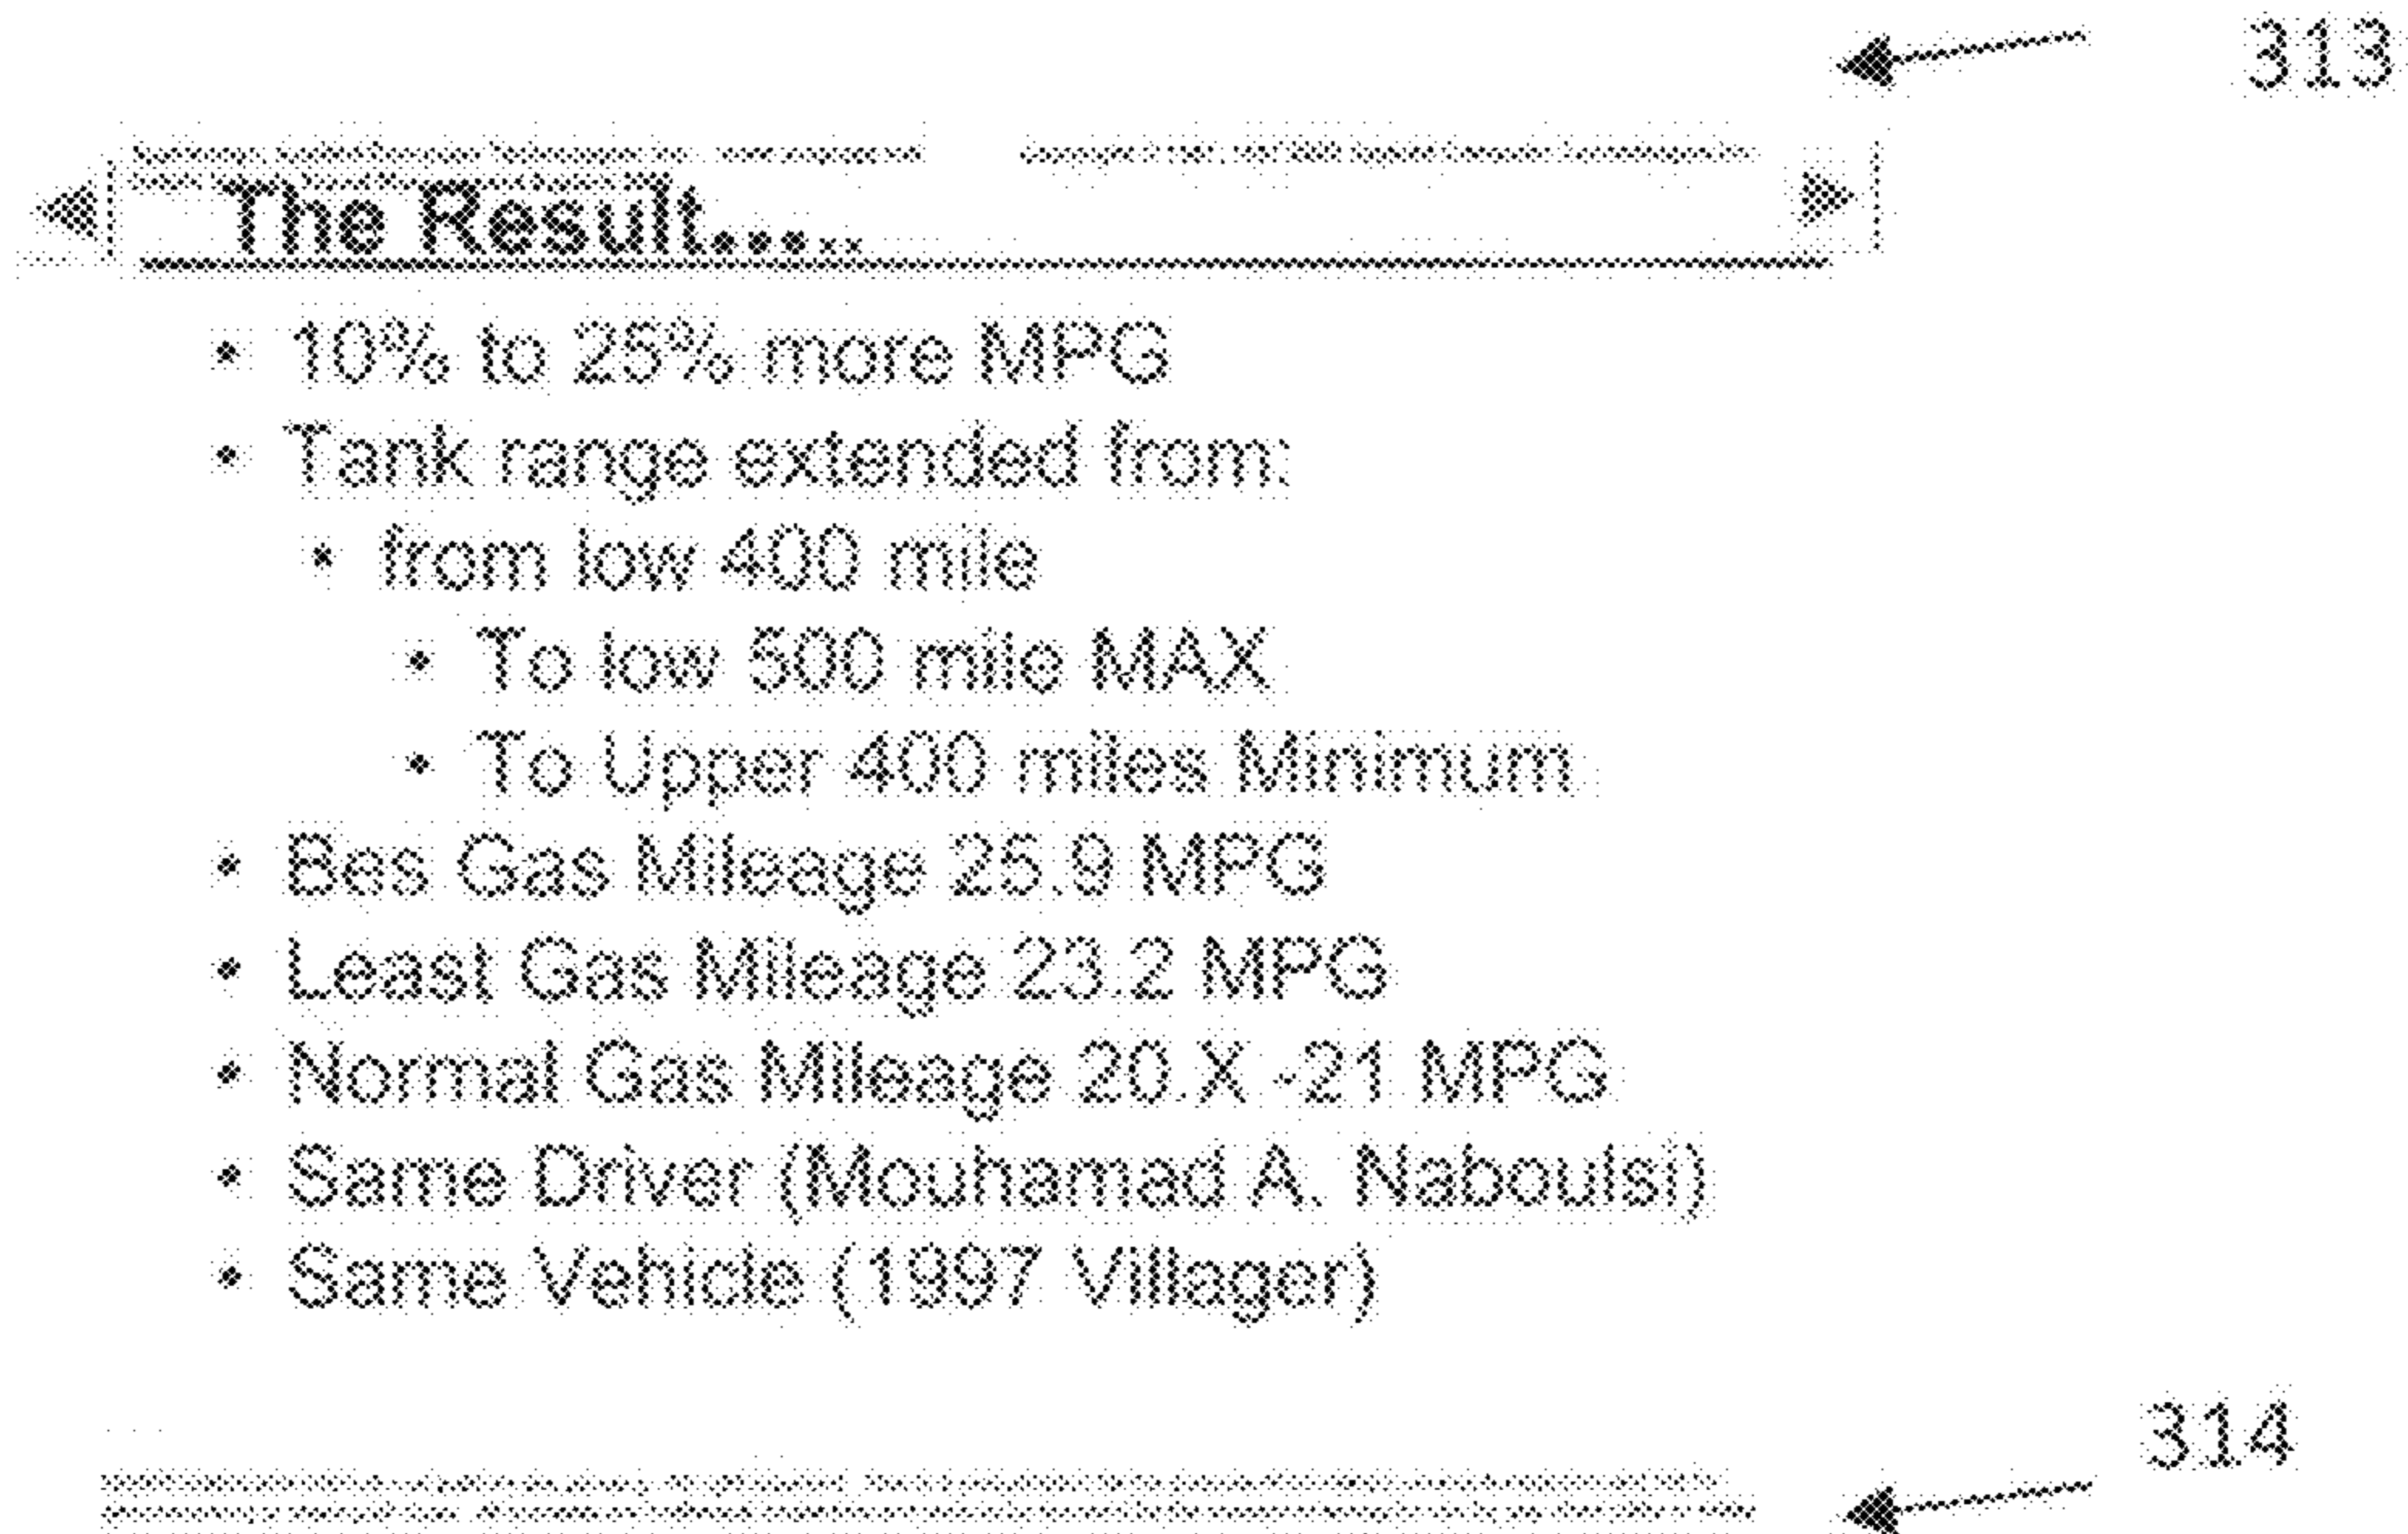 313
The Result.....
• 10% to 25% more MPG
• Tank range extended from:
• from low 400 mile
• To low 500 mile MAX
• To Upper 400 miles Minimum
• Bes Gas Mileage 25.9 MPG
• Least Gas Mileage 23.2 MPG
• Normal Gas Mileage 20.X -21 MPG
• Same Driver (Mouhamad A. Naboulsi)
• Same Vehicle (1997 Villager)
314